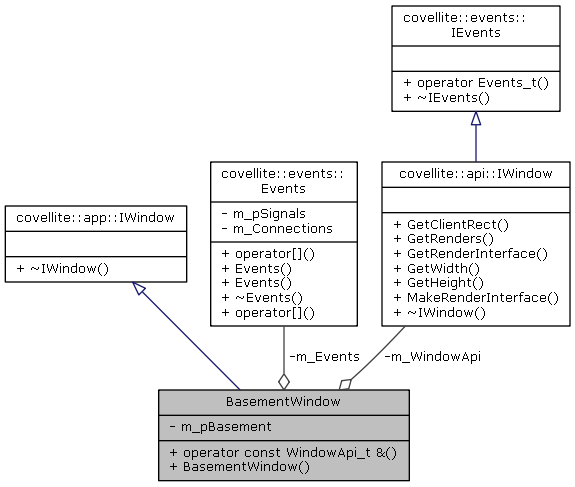 covellite::events::
IEvents
+ operator Events_t()
+ ~IEvents()
covellite::app::IWindow
+ ~IWindow()
covellite::events::
Events
- m_pSignals
- m_Connections
+ operator[]()
+ Events()
+ Events()
+ ~Events()
+ operator[]()
covellite::api::IWindow
+ GetClientRect()
+ GetRenders()
+ GetRenderInterface()
+ GetWidth()
+ GetHeight()
+ MakeRenderInterface()
+ ~IWindow()
-m_Events
-m_WindowApi
BasementWindow
- m_pBasement
+ operator const WindowApi_t &()
+ BasementWindow()